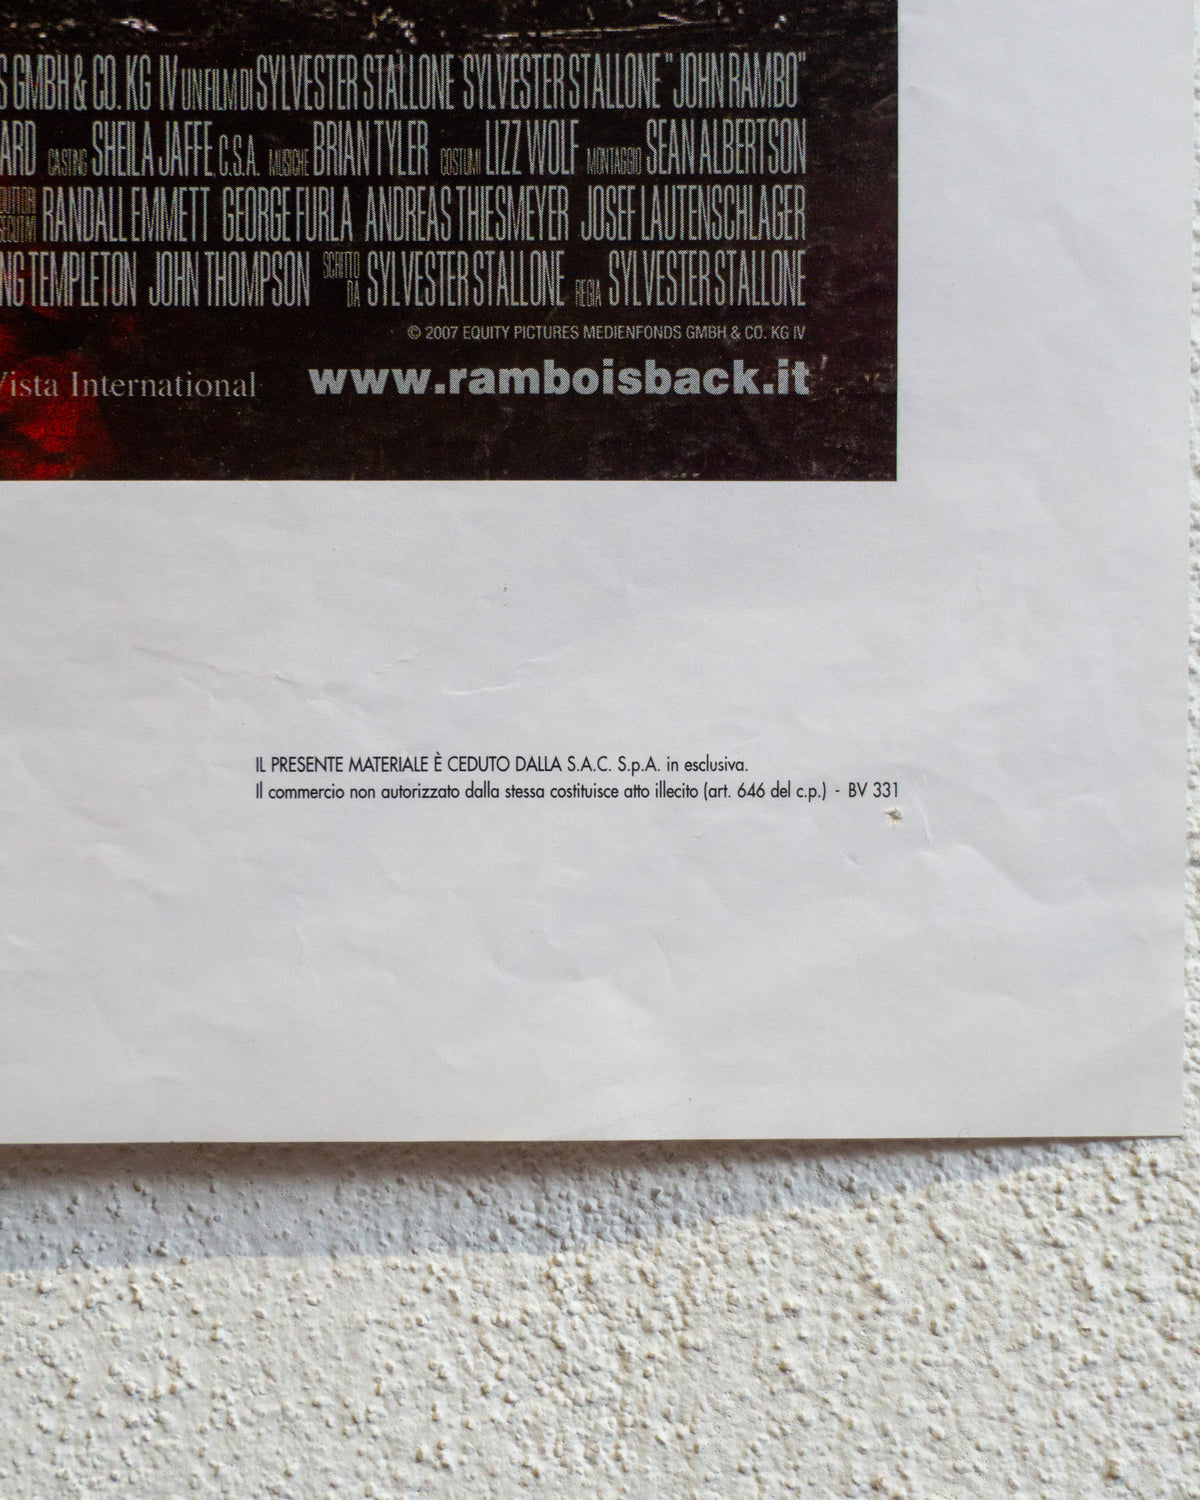 GMBH & CO. KG IV UN FILM DI SYLVESTER STALLONE SYLVESTER STALLONE "JOHN RAMBO"
CASTING SHEILA JAFFE, C.S.A. MUSICHE BRIAN TYLER COSTUMI LIZZ WOLF MONTAGGIO SEAN ALBERTSON
RANDALL EMMETT GEORGE FURLA ANDREAS THIESMEYER JOSEF LAUTENSCHLAGER
TEMPLETON JOHN THOMPSON SCRITTO DA SYLVESTER STALLONE REGIA SYLVESTER STALLONE
© 2007 EQUITY PICTURES MEDIENFONDS GMBH & CO. KG IV
Vista International www.ramboisback.it
IL PRESENTE MATERIALE È CEDUTO DALLA S.A.C. S.p.A. in esclusiva.
Il commercio non autorizzato dalla stessa costituisce atto illecito (art. 646 del c.p.) - BV 331